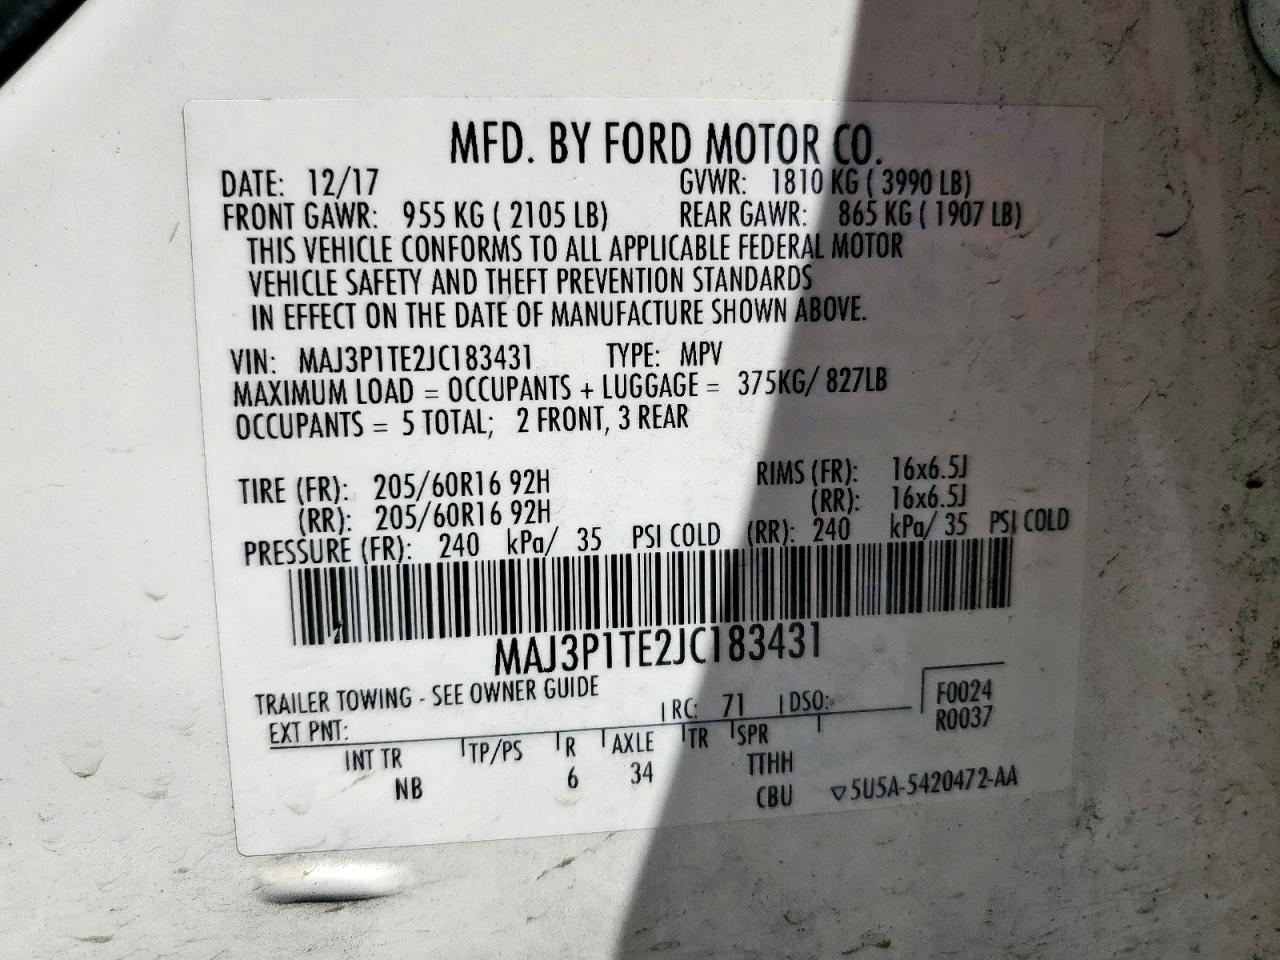 MFD. BY FORD MOTOR CO.
DATE: 12/17 GVWR: 1810 KG ( 3990 LB)
FRONT GAWR: 955 KG ( 2105 LB) REAR GAWR: 865 KG ( 1907 LB)
THIS VEHICLE CONFORMS TO ALL APPLICABLE FEDERAL MOTOR
VEHICLE SAFETY AND THEFT PREVENTION STANDARDS
IN EFFECT ON THE DATE OF MANUFACTURE SHOWN ABOVE.
VIN: MAJ3P1TE2JC183431 TYPE: MPV
MAXIMUM LOAD = OCCUPANTS + LUGGAGE = 375KG/ 827LB
OCCUPANTS = 5 TOTAL; 2 FRONT, 3 REAR
TIRE (FR): 205/60R16 92H RIMS (FR): 16x6.5J
(RR): 205/60R16 92H (RR): 16x6.5J
PRESSURE (FR): 240 kPa/ 35 PSI COLD (RR): 240 kPa/ 35 PSI COLD
MAJ3P1TE2JC183431
TRAILER TOWING - SEE OWNER GUIDE
EXT PNT: RC: 71 DSO: F0024
R0037
INT TR TP/PS R AXLE TR SPR
NB 6 34 TTHH
CBU ▽5U5A-5420472-AA